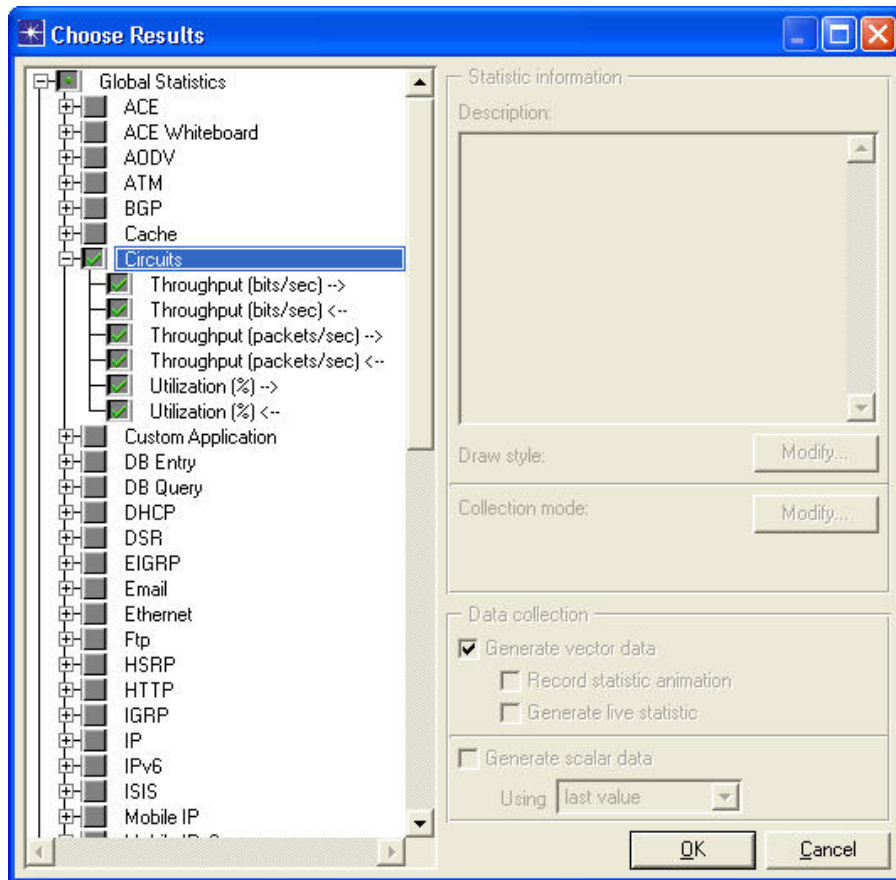 Choose Results
Global Statistics
ACE
ACE Whiteboard
AODV
ATM
BGP
Cache
Circuits
Throughput (bits/sec) -->
Throughput (bits/sec) <--
Throughput (packets/sec) -->
Throughput (packets/sec) <--
Utilization (%) -->
Utilization (%) <--
Custom Application
DB Entry
DB Query
DHCP
DSR
EIGRP
Email
Ethernet
Ftp
HSRP
HTTP
IGRP
IP
IPv6
ISIS
Mobile IP
Statistic information
Description:
Draw style:
Modify...
Collection mode:
Modify...
Data collection
Generate vector data
Record statistic animation
Generate live statistic
Generate scalar data
Using last value
OK
Cancel